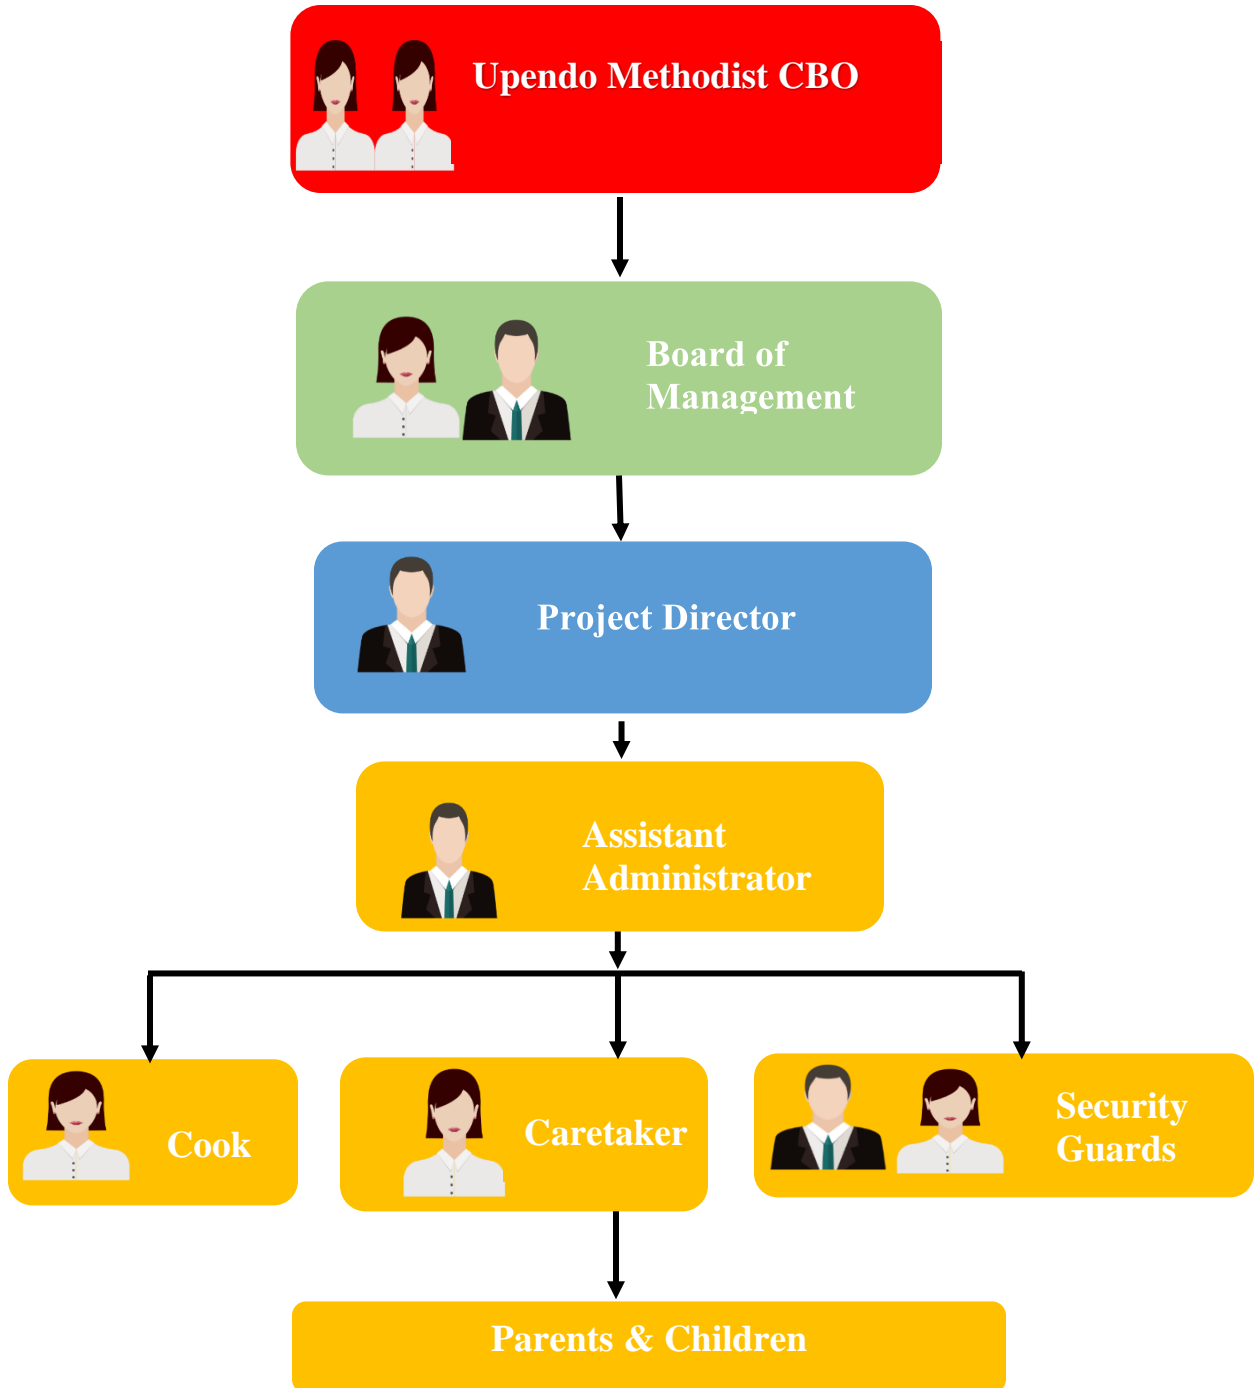 Upendo Methodist CBO
Board of
Management
Project Director
Assistant
Administrator
Cook
Caretaker
Security
Guards
Parents & Children